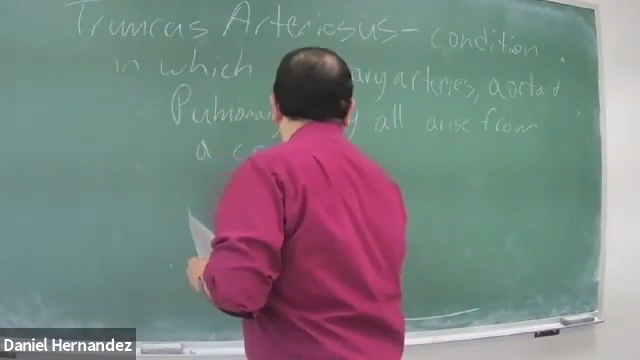 Truncus Arteriosus - condition
in which ary arteries, aorta &
Pulmonary all arise from
a
Daniel Hernandez